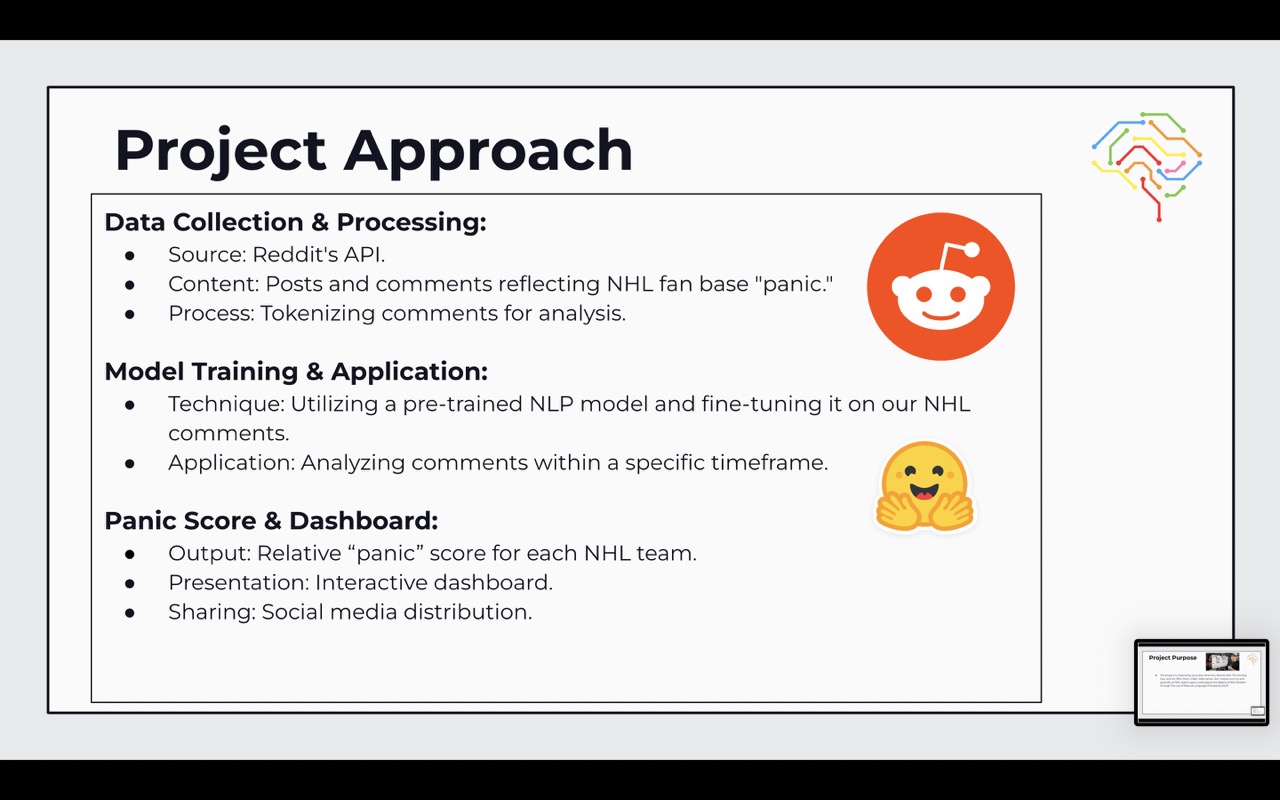 Project Approach
Data Collection & Processing:
● Source: Reddit's API.
● Content: Posts and comments reflecting NHL fan base "panic."
● Process: Tokenizing comments for analysis.
Model Training & Application:
● Technique: Utilizing a pre-trained NLP model and fine-tuning it on our NHL
comments.
● Application: Analyzing comments within a specific timeframe.
Panic Score & Dashboard:
● Output: Relative “panic” score for each NHL team.
● Presentation: Interactive dashboard.
● Sharing: Social media distribution.
Project Purpose